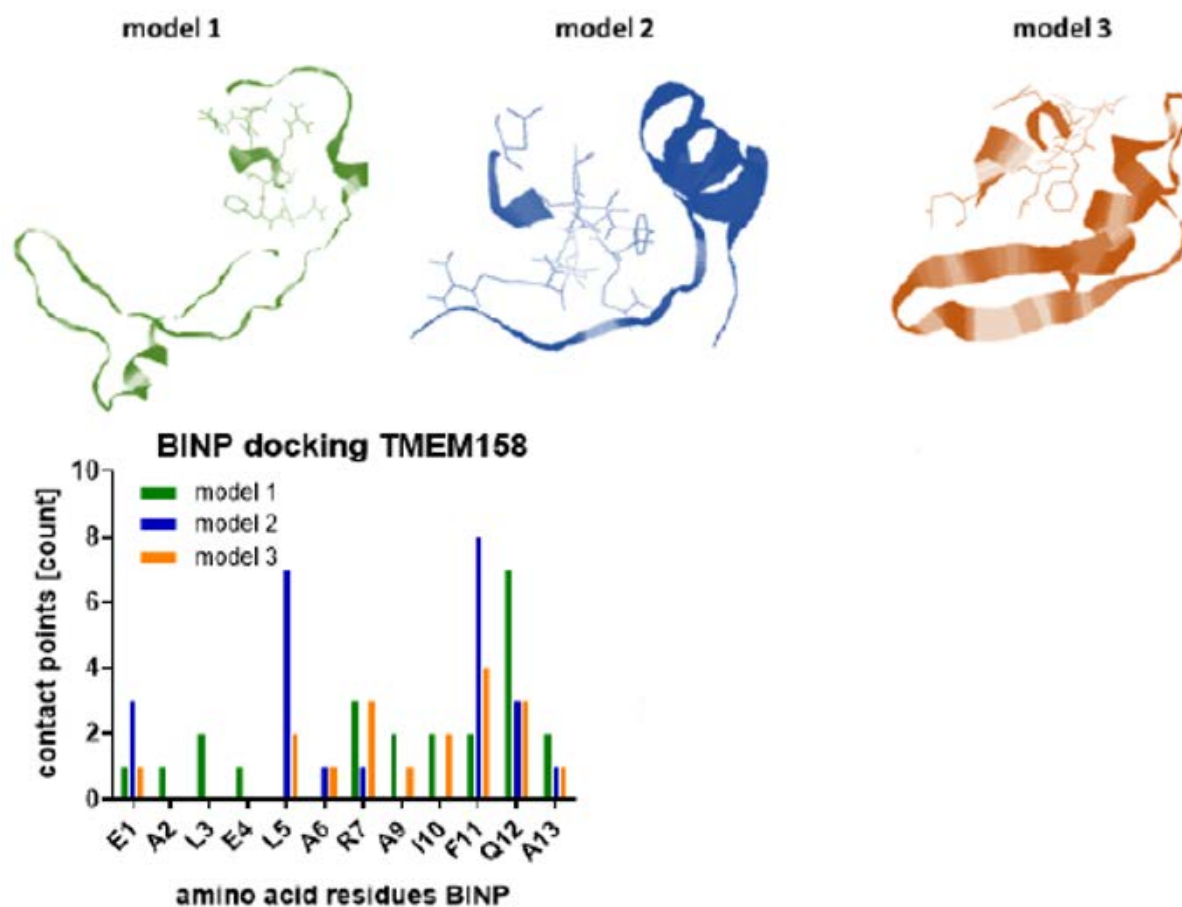 model 1
model 2
model 3
BINP docking TMEM158
model 1
model 2
model 3
contact points [count]
10
8
6
4
2
0
E1
A2
L3
E4
L5
A6
R7
A9
I10
F11
Q12
A13
amino acid residues BINP